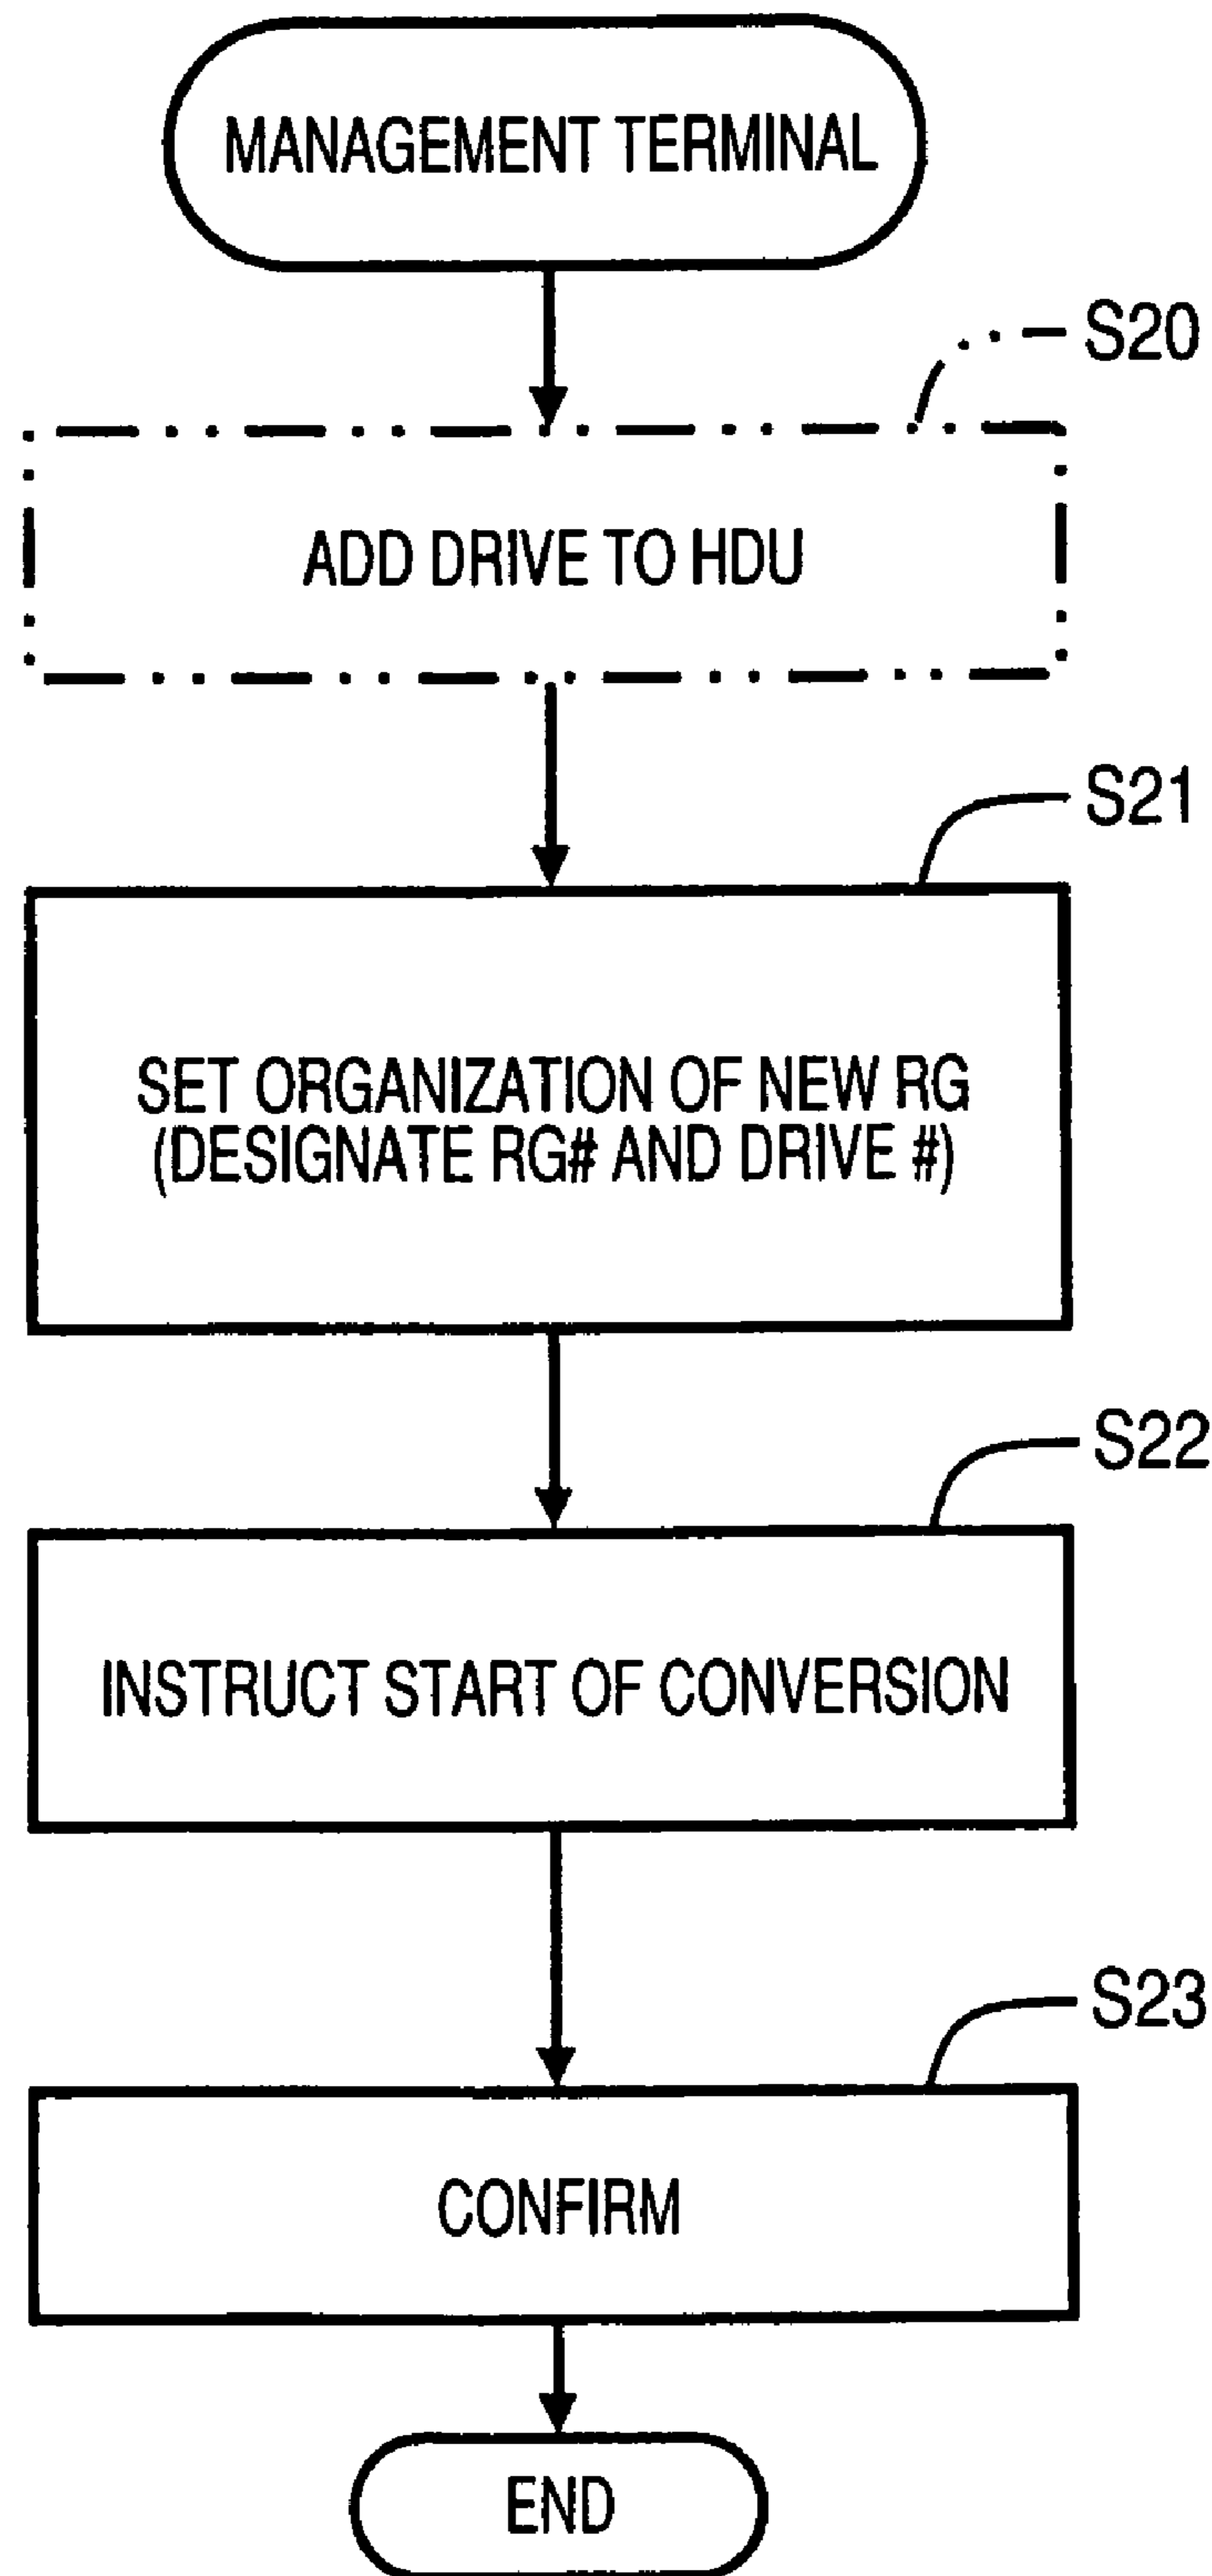 MANAGEMENT TERMINAL
S20
ADD DRIVE TO HDU
S21
SET ORGANIZATION OF NEW RG
(DESIGNATE RG# AND DRIVE #)
S22
INSTRUCT START OF CONVERSION
S23
CONFIRM
END